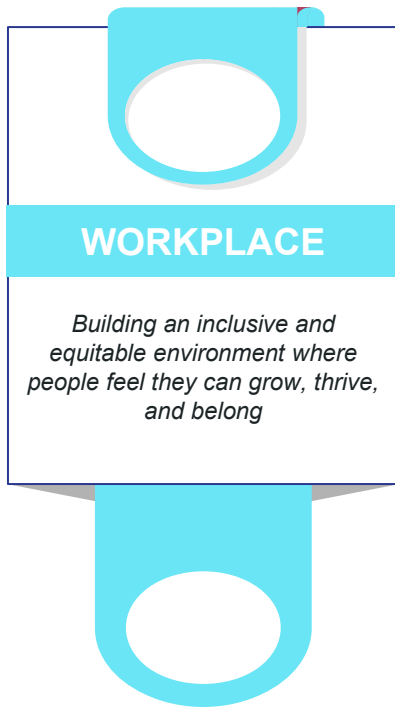 WORKPLACE
Building an inclusive and
equitable environment where
people feel they can grow, thrive,
and belong